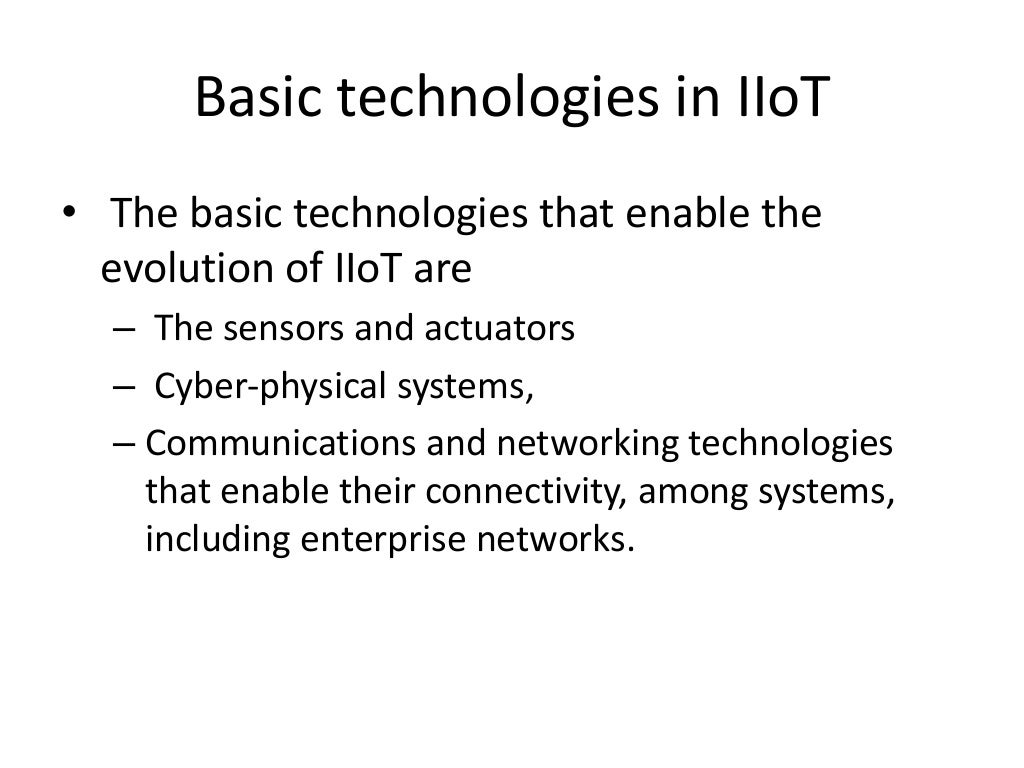 Basic technologies in IIoT
• The basic technologies that enable the
evolution of IIoT are
– The sensors and actuators
– Cyber-physical systems,
– Communications and networking technologies
that enable their connectivity, among systems,
including enterprise networks.